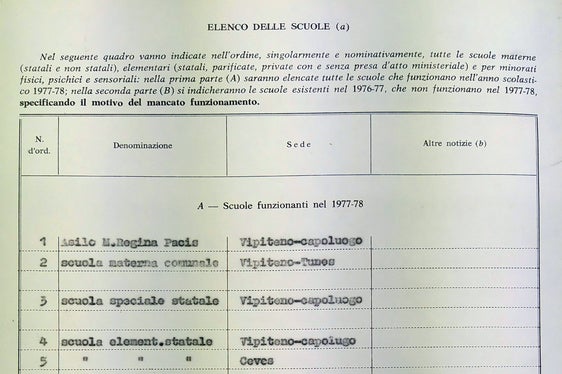 ELENCO DELLE SCUOLE (a)
Nel seguente quadro vanno indicate nell'ordine, singolarmente e nominativamente, tutte le scuole materne
(statali e non statali), elementari (statali, parificate, private con e senza presa d'atto ministeriale) e per minorati
fisici, psichici e sensoriali: nella prima parte (A) saranno elencate tutte le scuole che funzionano nell'anno scolasti-
co 1977-78; nella seconda parte (B) si indicheranno le scuole esistenti nel 1976-77, che non funzionano nel 1977-78,
specificando il motivo del mancato funzionamento.
N. d'ord. Denominazione Sede Altre notizie (b)
A — Scuole funzionanti nel 1977-78
1 Asilo M.Regina Pacis Vipiteno-capoluogo
2 scuola materna comunale Vipiteno-Tunes
3 scuola speciale statale Vipiteno-capoluogo
4 scuola element.statale Vipiteno-capolugo
5 " " " Ceves